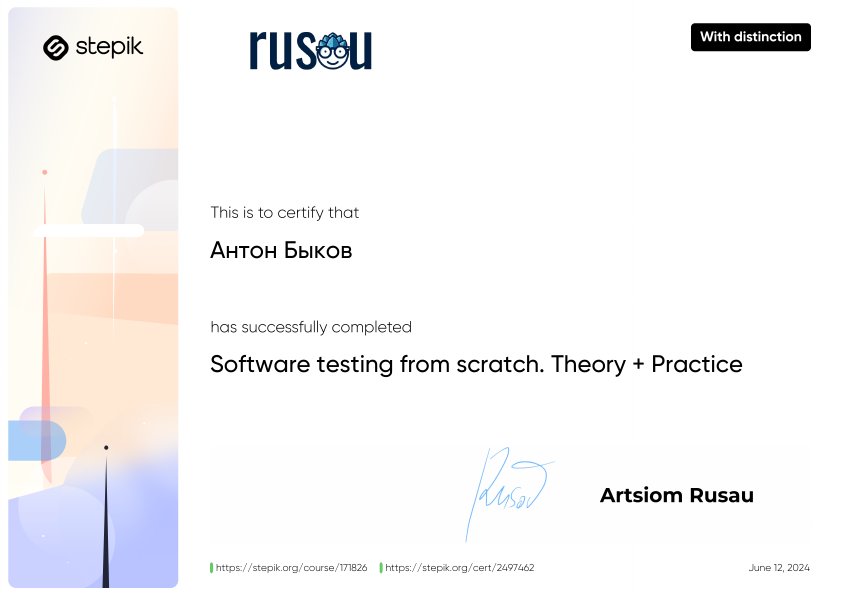 stepik
rusau
With distinction
This is to certify that
Антон Быков
has successfully completed
Software testing from scratch. Theory + Practice
Rusau
Artsiom Rusau
https://stepik.org/course/171826 https://stepik.org/cert/2497462 June 12, 2024